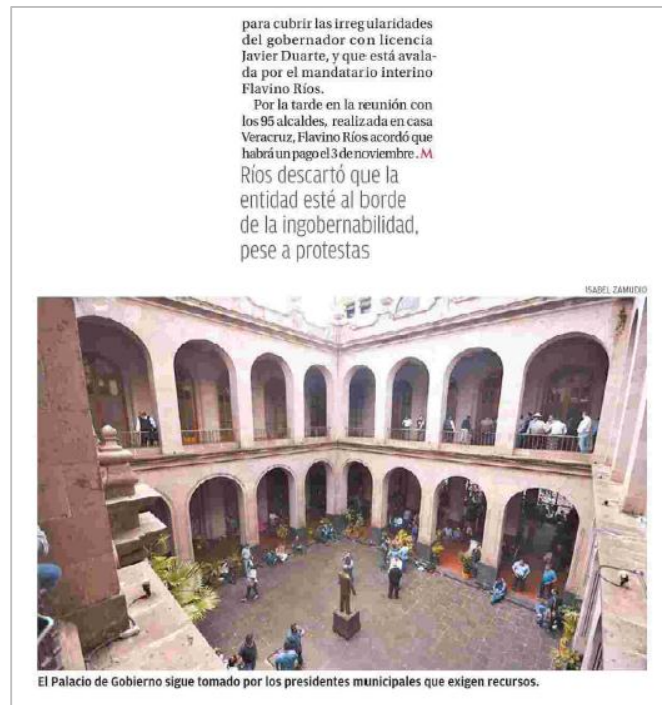 para cubrir las irreg ularidades
del gobernador con licencia
Javier Duarte, y que está avala-
da por el mandatario interino
Flavino Ríos.
Por la tarde en la reunión con
los 95 alcaldes, realizada en casa
Veracruz, Flavino Ríos acordó que
habrá un pago el 3 de noviembre. M
Ríos descartó que la
entidad esté al borde
de la ingobernabilidad,
pese a protestas
ISABEL ZAMUDIO
El Palacio de Gobierno sigue tomado por los presidentes municipales que exigen recursos.